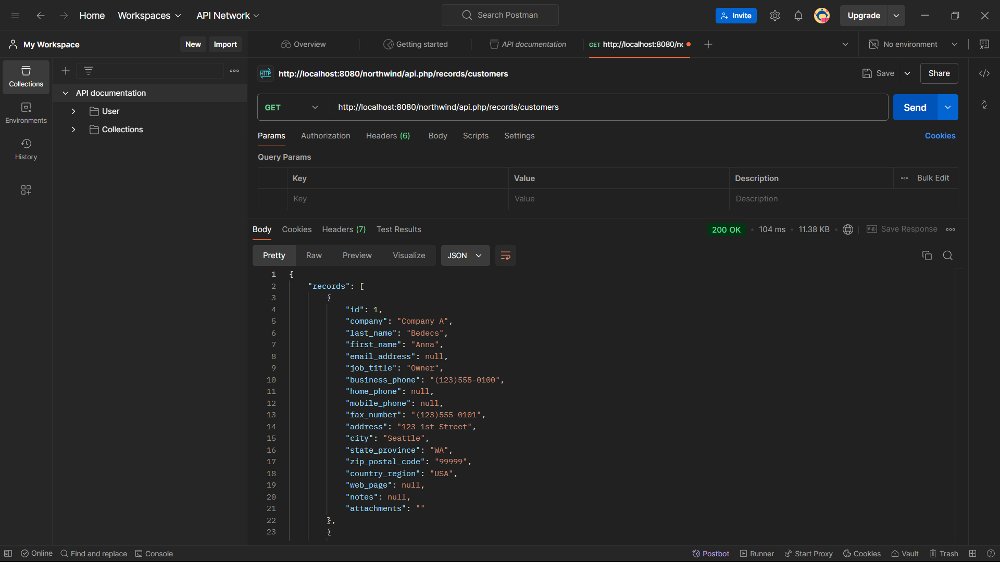 Home Workspaces API Network Search Postman Invite Upgrade
My Workspace New Import Overview Getting started API documentation GET http://localhost:8080/no No environment
Collections
Environments
History
API documentation
User
Collections
HTTP http://localhost:8080/northwind/api.php/records/customers Save Share
GET http://localhost:8080/northwind/api.php/records/customers Send
Params Authorization Headers (6) Body Scripts Settings Cookies
Query Params
Key Value Description Bulk Edit
Key Value Description
Body Cookies Headers (7) Test Results 200 OK 104 ms 11.38 KB e.g. Save Response
Pretty Raw Preview Visualize JSON
1 {
2 "records": [
3 {
4 "id": 1,
5 "company": "Company A",
6 "last_name": "Bedecs",
7 "first_name": "Anna",
8 "email_address": null,
9 "job_title": "Owner",
10 "business_phone": "(123)555-0100",
11 "home_phone": null,
12 "mobile_phone": null,
13 "fax_number": "(123)555-0101",
14 "address": "123 1st Street",
15 "city": "Seattle",
16 "state_province": "WA",
17 "zip_postal_code": "99999",
18 "country_region": "USA",
19 "web_page": null,
20 "notes": null,
21 "attachments": ""
22 },
23 {
Online Find and replace Console Postbot Runner Start Proxy Cookies Vault Trash